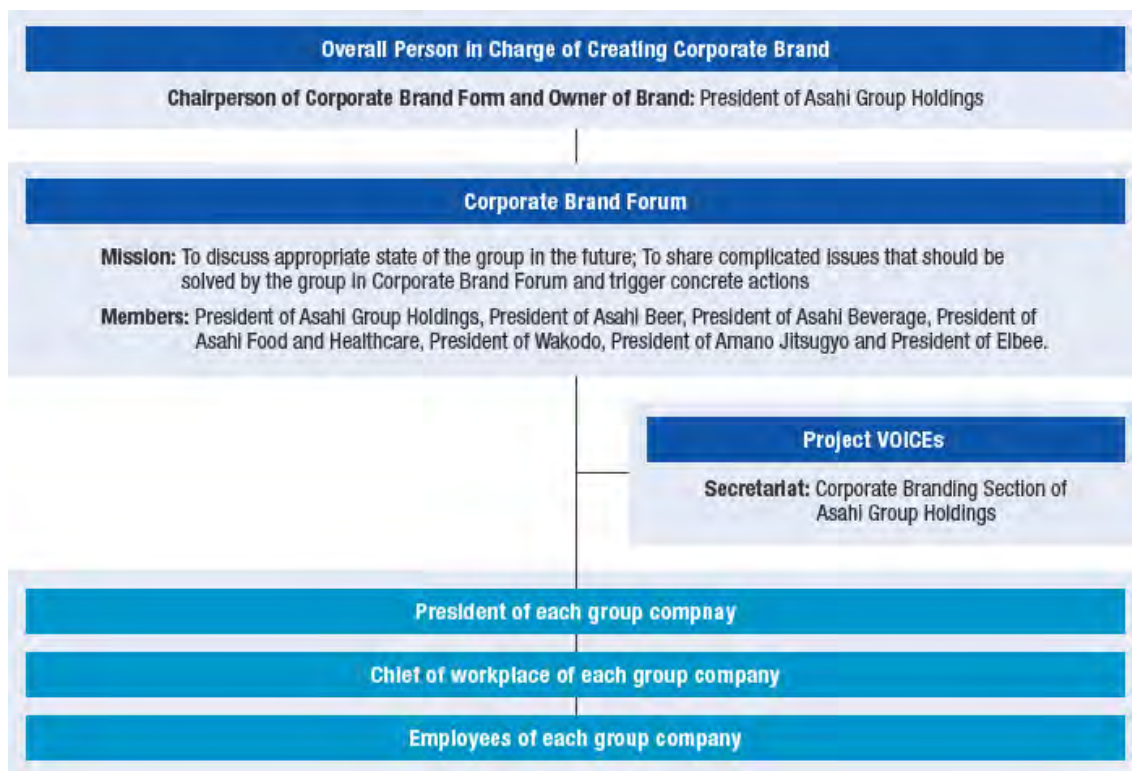 Overall Person in Charge of Creating Corporate Brand
Chairperson of Corporate Brand Form and Owner of Brand: President of Asahi Group Holdings
Corporate Brand Forum
Mission: To discuss appropriate state of the group in the future; To share complicated issues that should be
solved by the group in Corporate Brand Forum and trigger concrete actions
Members: President of Asahi Group Holdings, President of Asahi Beer, President of Asahi Beverage, President of
Asahi Food and Healthcare, President of Wakodo, President of Amano Jitsugyo and President of Elbee.
Project VOICEs
Secretariat: Corporate Branding Section of
Asahi Group Holdings
President of each group compnay
Chief of workplace of each group company
Employees of each group company